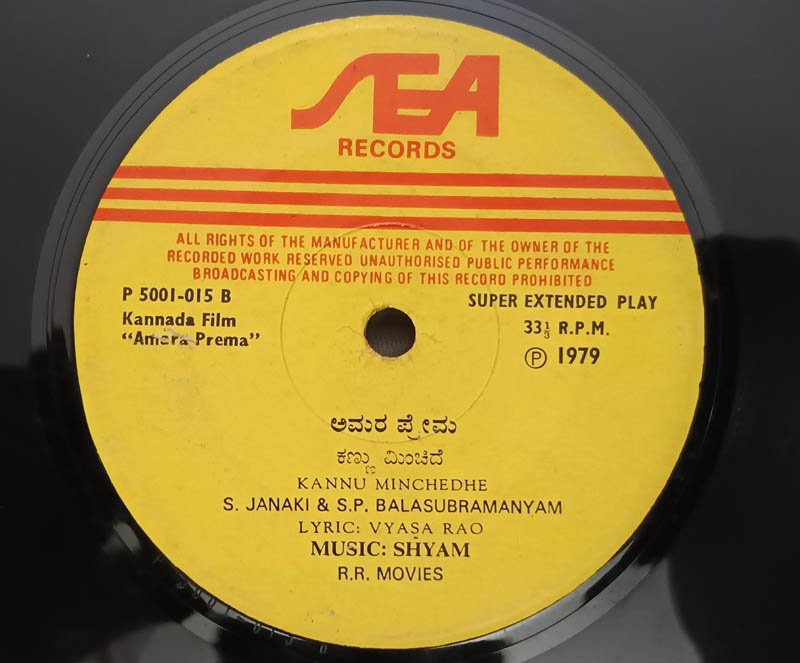 SEA
RECORDS
ALL RIGHTS OF THE MANUFACTURER AND OF THE OWNER OF THE
RECORDED WORK RESERVED UNAUTHORISED PUBLIC PERFORMANCE
BROADCASTING AND COPYING OF THIS RECORD PROHIBITED
P 5001-015 B
Kannada Film
"Amara Prema"
SUPER EXTENDED PLAY
33⅓ R.P.M.
Ⓟ 1979
ಅಮರ ಪ್ರೇಮ
ಕಣ್ಣು ಮಿಂಚಿದೆ
KANNU MINCHEDHE
S. JANAKI & S.P. BALASUBRAMANYAM
LYRIC: VYASA RAO
MUSIC: SHYAM
R.R. MOVIES